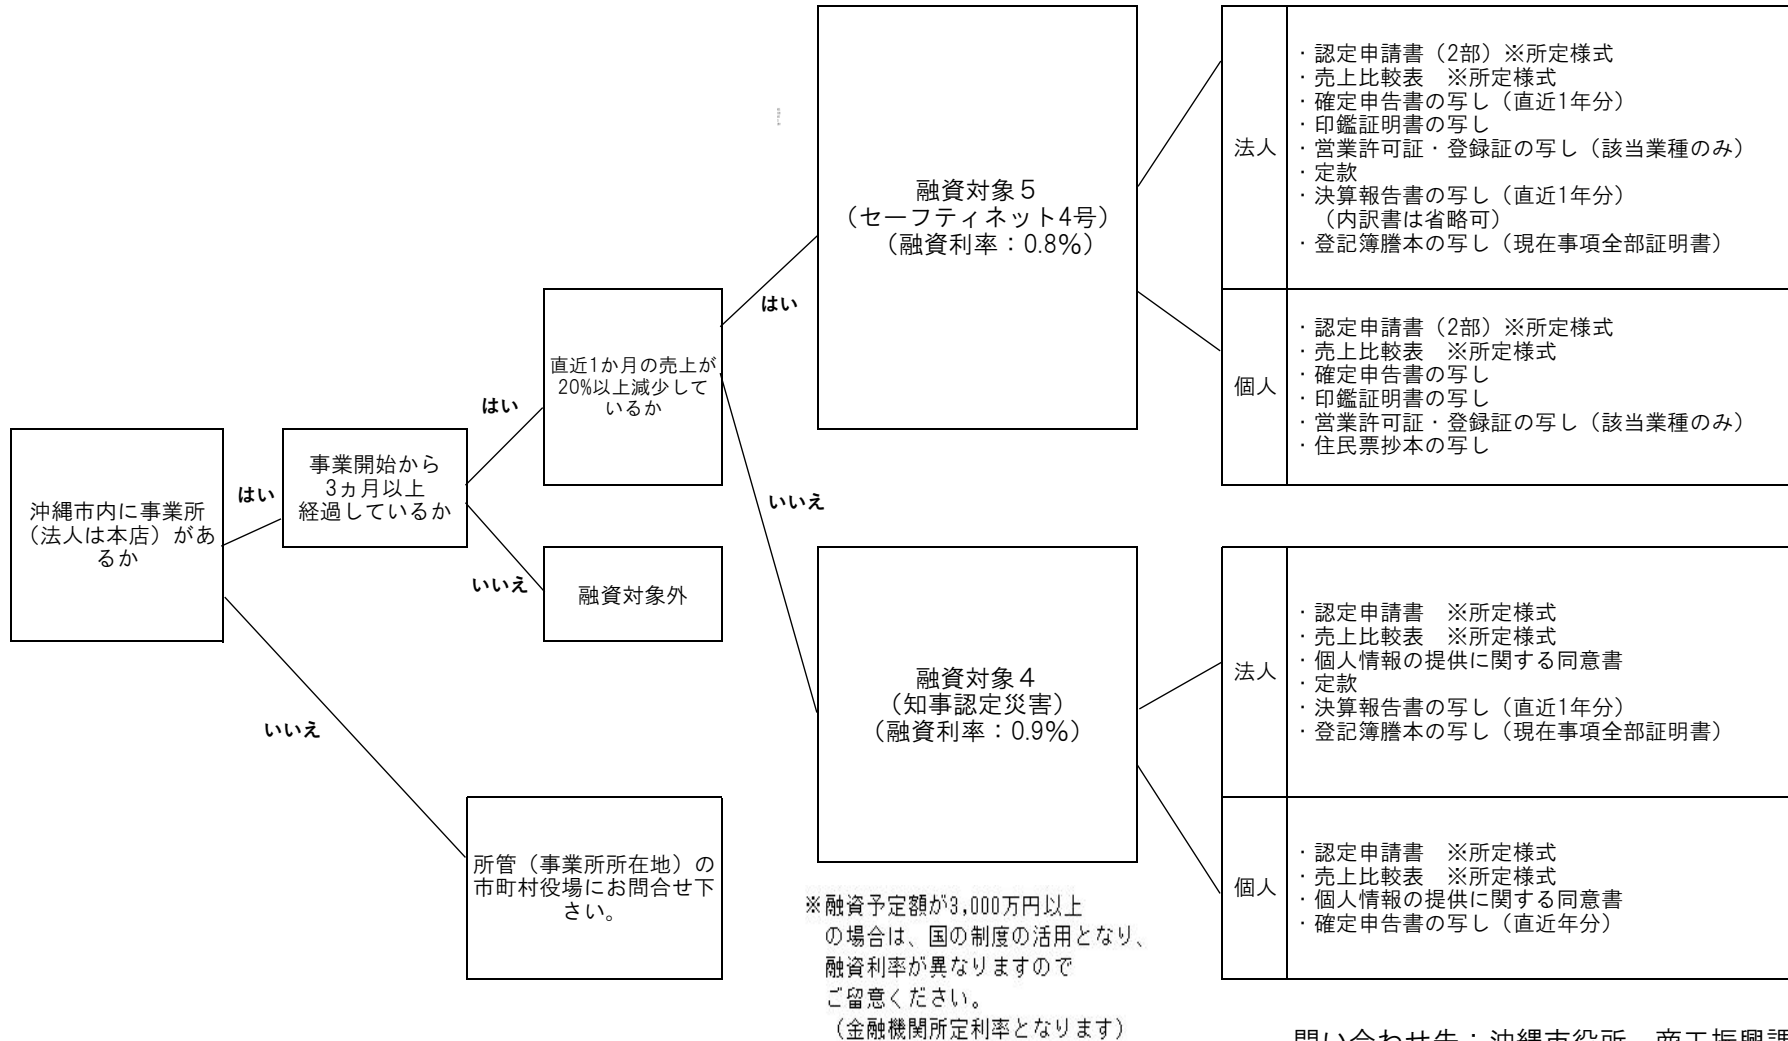 沖縄市内に事業所
（法人は本店）があ
るか
はい
いいえ
事業開始から
3ヵ月以上
経過しているか
はい
いいえ
所管（事業所所在地）の
市町村役場にお問合せ下
さい。
直近1か月の売上が
20%以上減少して
いるか
融資対象外
はい
いいえ
融資対象５
（セーフティネット4号）
（融資利率：0.8%）
法人
・認定申請書（2部）※所定様式
・売上比較表　※所定様式
・確定申告書の写し（直近1年分）
・印鑑証明書の写し
・営業許可証・登録証の写し（該当業種のみ）
・定款
・決算報告書の写し（直近1年分）
（内訳書は省略可）
・登記簿謄本の写し（現在事項全部証明書）
個人
・認定申請書（2部）※所定様式
・売上比較表　※所定様式
・確定申告書の写し
・印鑑証明書の写し
・営業許可証・登録証の写し（該当業種のみ）
・住民票抄本の写し
融資対象４
（知事認定災害）
（融資利率：0.9%）
法人
・認定申請書　※所定様式
・売上比較表　※所定様式
・個人情報の提供に関する同意書
・定款
・決算報告書の写し（直近1年分）
・登記簿謄本の写し（現在事項全部証明書）
個人
・認定申請書　※所定様式
・売上比較表　※所定様式
・個人情報の提供に関する同意書
・確定申告書の写し（直近年分）
※融資予定額が3,000万円以上
の場合は、国の制度の活用となり、
融資利率が異なりますので
ご留意ください。
（金融機関所定利率となります）
問い合わせ先：沖縄市役所　商工振興課